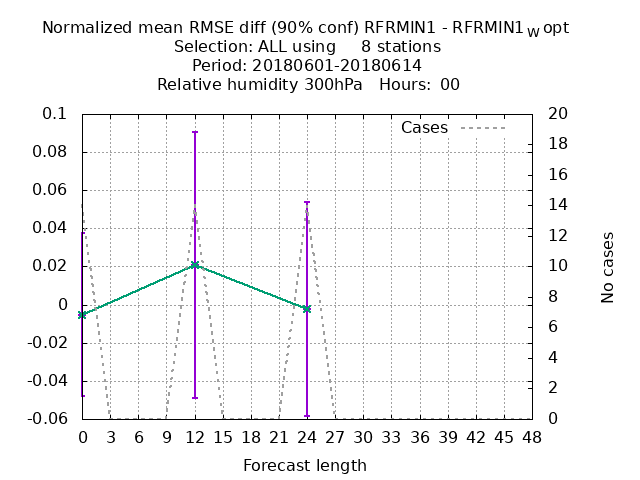 Normalized mean RMSE diff (90% conf) RFRMIN1 - RFRMIN1W opt
Selection: ALL using     8 stations
Period: 20180601-20180614
Relative humidity 300hPa   Hours:  00
Cases
0.1
0.08
0.06
0.04
0.02
0
-0.02
-0.04
-0.06
20
18
16
14
12
10
8
6
4
2
0
No cases
0 3 6 9 12 15 18 21 24 27 30 33 36 39 42 45 48
Forecast length